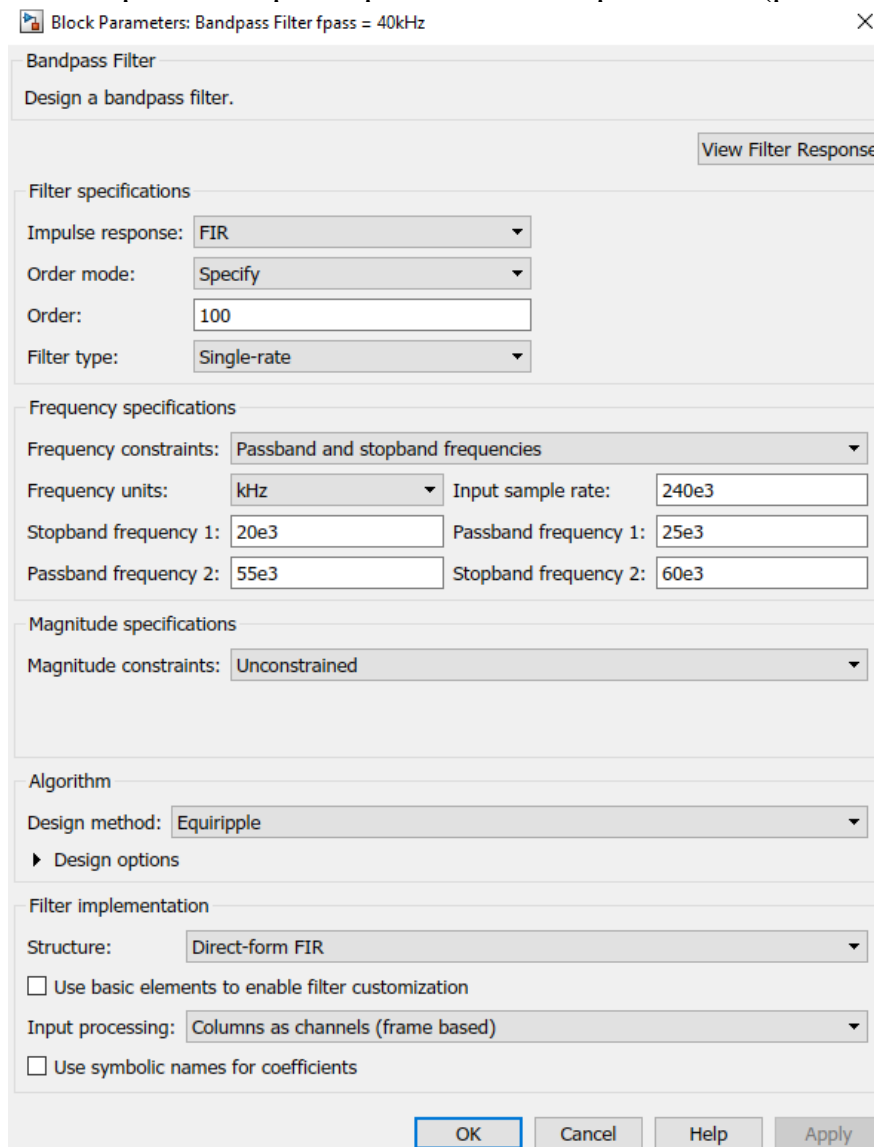 Block Parameters: Bandpass Filter fpass = 40kHz
Bandpass Filter
Design a bandpass filter.
View Filter Response
Filter specifications
Impulse response: FIR
Order mode: Specify
Order: 100
Filter type: Single-rate
Frequency specifications
Frequency constraints: Passband and stopband frequencies
Frequency units: kHz Input sample rate: 240e3
Stopband frequency 1: 20e3 Passband frequency 1: 25e3
Passband frequency 2: 55e3 Stopband frequency 2: 60e3
Magnitude specifications
Magnitude constraints: Unconstrained
Algorithm
Design method: Equiripple
Design options
Filter implementation
Structure: Direct-form FIR
Use basic elements to enable filter customization
Input processing: Columns as channels (frame based)
Use symbolic names for coefficients
OK Cancel Help Apply